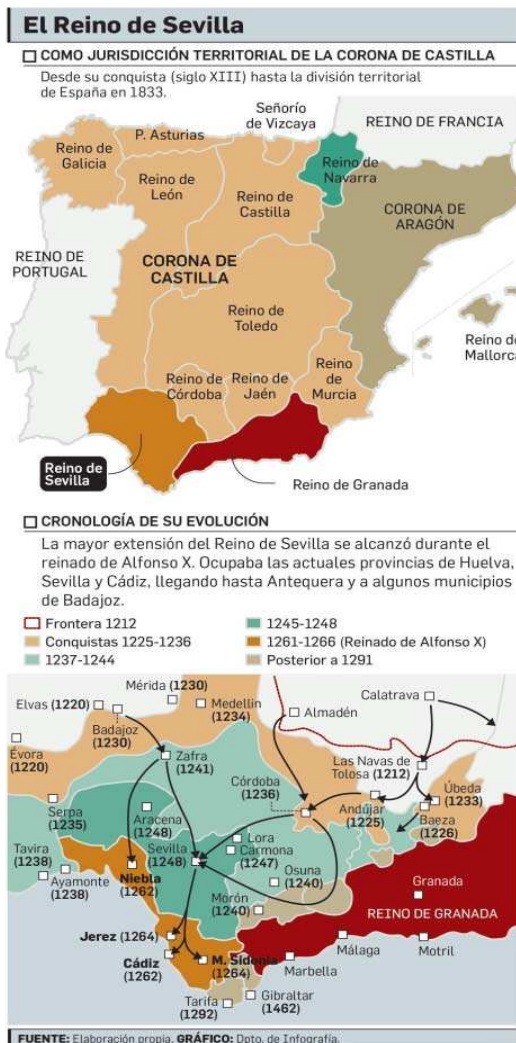 El Reino de Sevilla
COMO JURISDICCIÓN TERRITORIAL DE LA CORONA DE CASTILLA
Desde su conquista (siglo XIII) hasta la división territorial
de España en 1833.
Señorío
de Vizcaya
REINO DE FRANCIA
P. Asturias
Reino de
Galicia
Reino de
León
Reino de
Navarra
Reino de
Castilla
CORONA DE
ARAGÓN
REINO DE
PORTUGAL
CORONA DE
CASTILLA
Reino de
Toledo
Reino de
Mallorca
Reino de
Córdoba
Reino de
Jaén
Reino
de
Murcia
Reino de
Sevilla
Reino de Granada
CRONOLOGÍA DE SU EVOLUCIÓN
La mayor extensión del Reino de Sevilla se alcanzó durante el
reinado de Alfonso X. Ocupaba las actuales provincias de Huelva,
Sevilla y Cádiz, llegando hasta Antequera y a algunos municipios
de Badajoz.
Frontera 1212
Conquistas 1225-1236
1237-1244
1245-1248
1261-1266 (Reinado de Alfonso X)
Posterior a 1291
Mérida (1230)
Elvas (1220)
Badajoz
(1230)
Medellin
(1234)
Almadén
Calatrava
Évora
(1220)
Zafra
(1241)
Córdoba
(1236)
Las Navas de
Tolosa (1212)
Úbeda
(1233)
Serpa
(1235)
Aracena
(1248)
Andújar
(1225)
Baeza
(1226)
Tavira
(1238)
Ayamonte
(1238)
Niebla
(1262)
Sevilla
(1248)
Lora
Carmona
(1247)
Osuna
(1240)
Morón
(1240)
Granada
REINO DE GRANADA
Jerez (1264)
Cádiz
(1262)
M. Sidonia
(1264)
Málaga
Motril
Marbella
Tarifa
(1292)
Gibraltar
(1462)
FUENTE: Elaboración propia. GRÁFICO: Dpto. de Infografía.